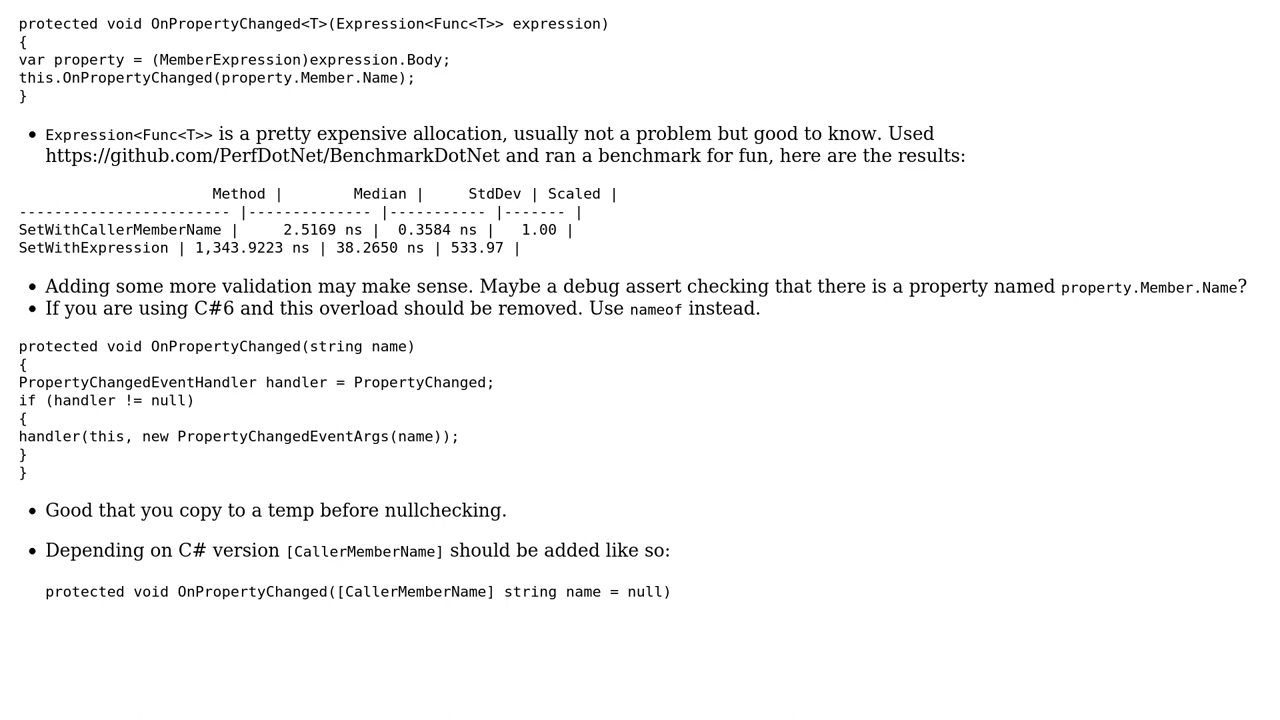 protected void OnPropertyChanged<T>(Expression<Func<T>> expression)
{
var property = (MemberExpression)expression.Body;
this.OnPropertyChanged(property.Member.Name);
}
• Expression<Func<T>> is a pretty expensive allocation, usually not a problem but good to know. Used
https://github.com/PerfDotNet/BenchmarkDotNet and ran a benchmark for fun, here are the results:
                      Method |        Median |     StdDev | Scaled |
------------------------ |-------------- |----------- |------- |
SetWithCallerMemberName |     2.5169 ns |  0.3584 ns |   1.00 |
SetWithExpression | 1,343.9223 ns | 38.2650 ns | 533.97 |
• Adding some more validation may make sense. Maybe a debug assert checking that there is a property named property.Member.Name?
• If you are using C#6 and this overload should be removed. Use nameof instead.
protected void OnPropertyChanged(string name)
{
PropertyChangedEventHandler handler = PropertyChanged;
if (handler != null)
{
handler(this, new PropertyChangedEventArgs(name));
}
}
• Good that you copy to a temp before nullchecking.
• Depending on C# version [CallerMemberName] should be added like so:
protected void OnPropertyChanged([CallerMemberName] string name = null)